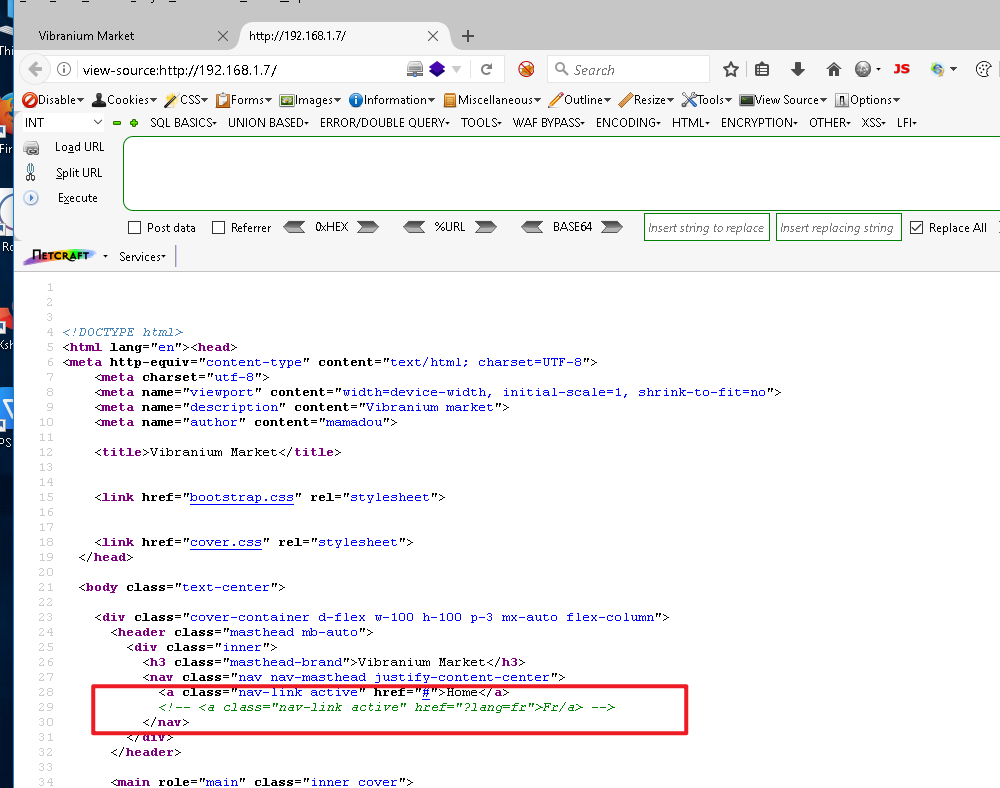 Vibranium Market
http://192.168.1.7/
view-source:http://192.168.1.7/ Search JS
Disable Cookies CSS Forms Images Information Miscellaneous Outline Resize Tools View Source Options
INT SQL BASICS UNION BASED ERROR/DOUBLE QUERY TOOLS WAF BYPASS ENCODING HTML ENCRYPTION OTHER XSS LFI
Load URL
Split URL
Execute
Post data Referrer 0xHEX %URL BASE64 Insert string to replace Insert replacing string Replace All
NETCRAFT Services
1
2
3
4 <!DOCTYPE html>
5 <html lang="en"><head>
6 <meta http-equiv="content-type" content="text/html; charset=UTF-8">
7 <meta charset="utf-8">
8 <meta name="viewport" content="width=device-width, initial-scale=1, shrink-to-fit=no">
9 <meta name="description" content="Vibranium market">
10 <meta name="author" content="mamadou">
11
12 <title>Vibranium Market</title>
13
14
15 <link href="bootstrap.css" rel="stylesheet">
16
17
18 <link href="cover.css" rel="stylesheet">
19 </head>
20
21 <body class="text-center">
22
23 <div class="cover-container d-flex w-100 h-100 p-3 mx-auto flex-column">
24 <header class="masthead mb-auto">
25 <div class="inner">
26 <h3 class="masthead-brand">Vibranium Market</h3>
27 <nav class="nav nav-masthead justify-content-center">
28 <a class="nav-link active" href="#">Home</a>
29 <!-- <a class="nav-link active" href="?lang=fr">Fr/a> -->
30 </nav>
31 </div>
32 </header>
33
34 <main role="main" class="inner cover">